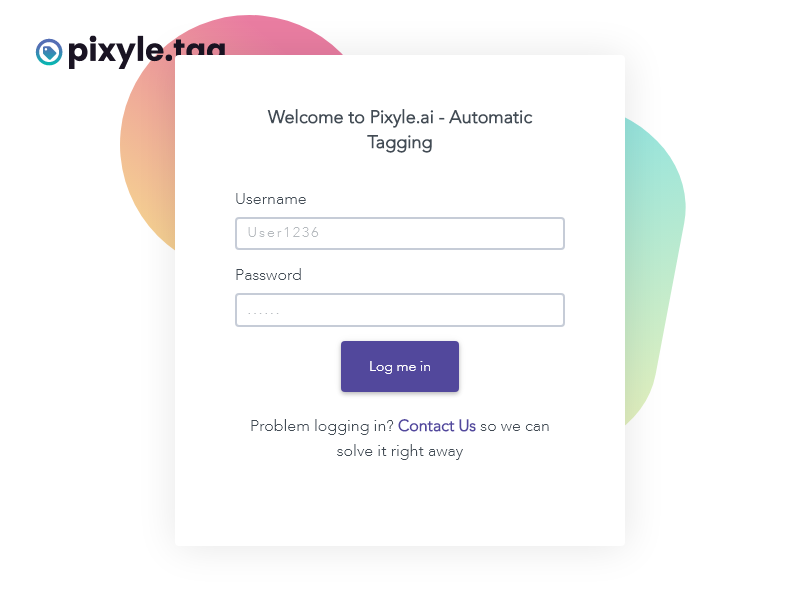 pixyle.tag
Welcome to Pixyle.ai - Automatic
Tagging
Username
User1236
Password
......
Log me in
Problem logging in? Contact Us so we can
solve it right away